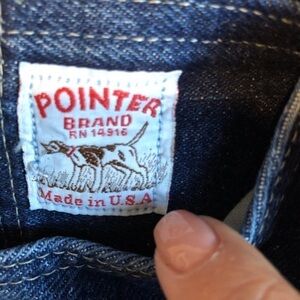 POINTER
BRAND
RN 14916
Made in U.S.A